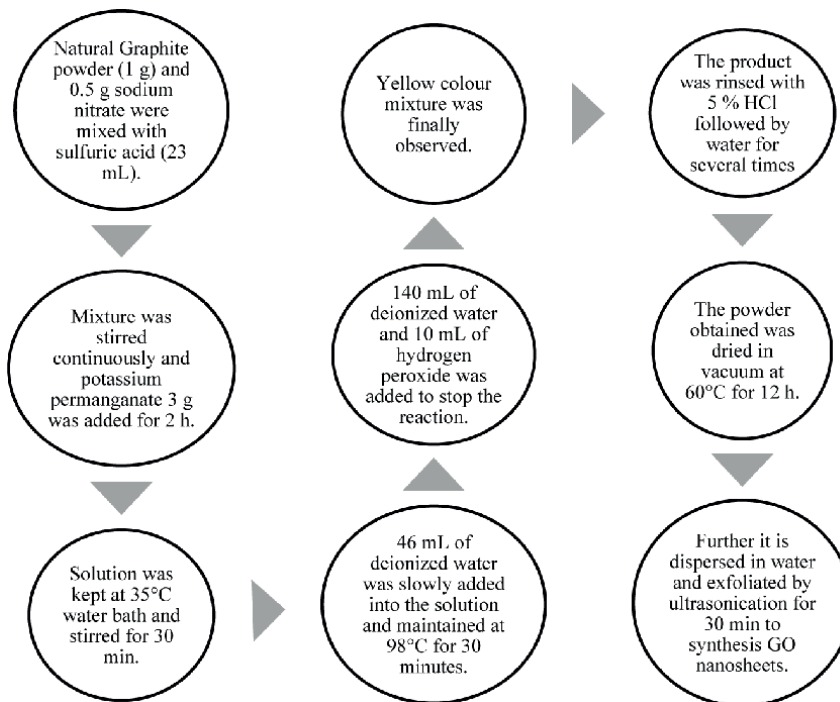 Natural Graphite
powder (1 g) and
0.5 g sodium
nitrate were
mixed with
sulfuric acid (23
mL).
Mixture was
stirred
continuously and
potassium
permanganate 3 g
was added for 2 h.
Solution was
kept at 35°C
water bath and
stirred for 30
min.
46 mL of
deionized water
was slowly added
into the solution
and maintained at
98°C for 30
minutes.
140 mL of
deionized water
and 10 mL of
hydrogen
peroxide was
added to stop the
reaction.
Yellow colour
mixture was
finally
observed.
The product
was rinsed with
5 % HCl
followed by
water for
several times
The powder
obtained was
dried in
vacuum at
60°C for 12 h.
Further it is
dispersed in water
and exfoliated by
ultrasonication for
30 min to
synthesis GO
nanosheets.